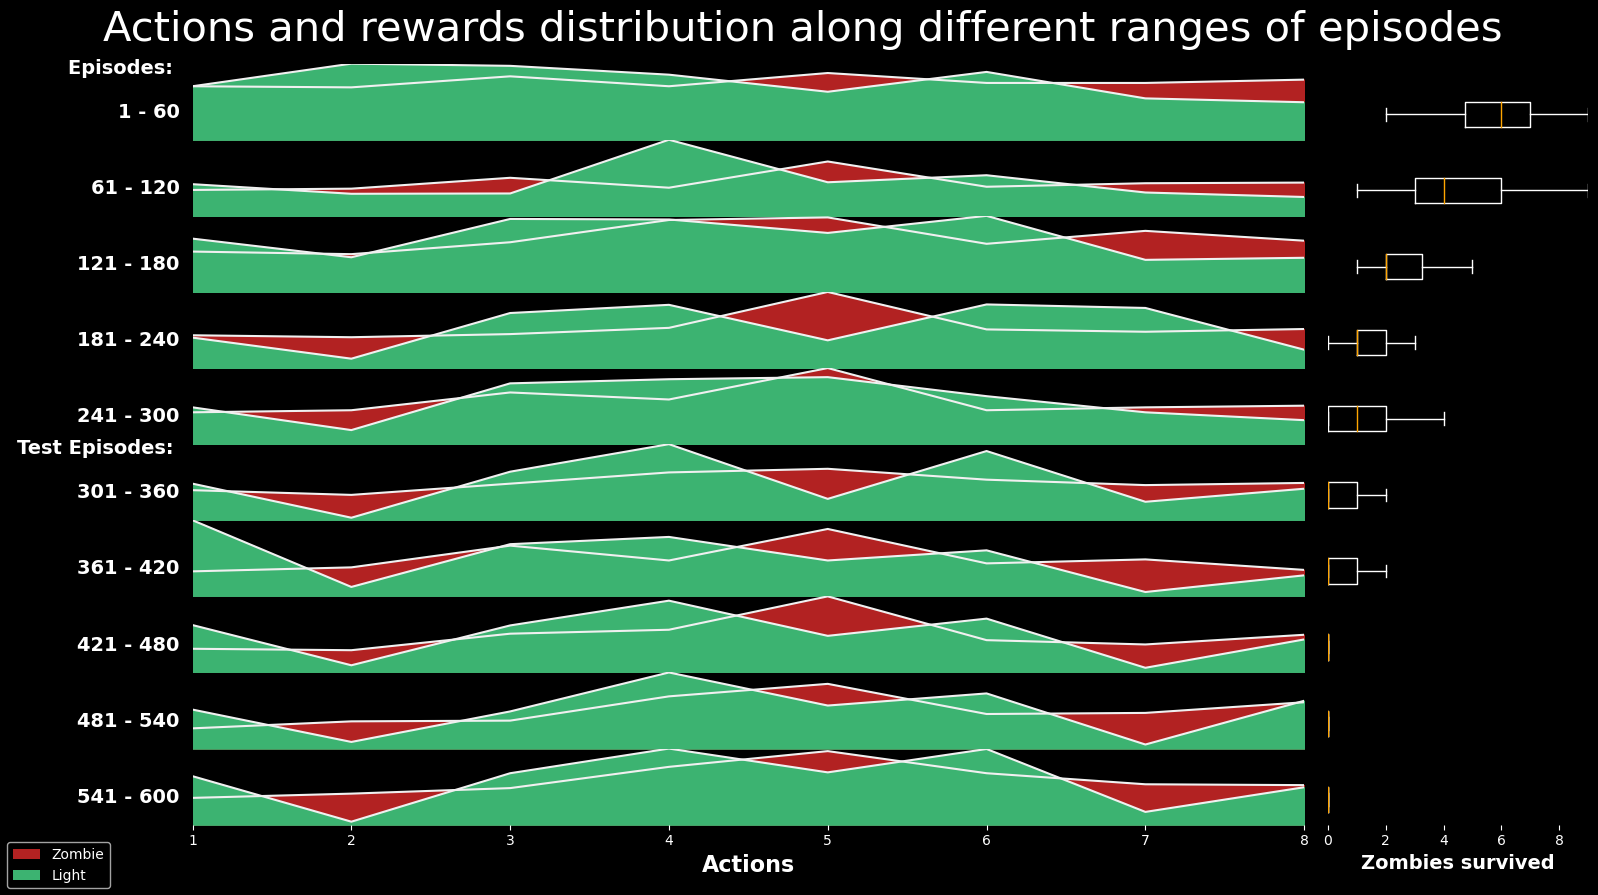 Actions and rewards distribution along different ranges of episodes
Episodes:
1 - 60
61 - 120
121 - 180
181 - 240
241 - 300
Test Episodes:
301 - 360
361 - 420
421 - 480
481 - 540
541 - 600
1 2 3 4 5 6 7 8
0 2 4 6 8
Actions
Zombies survived
Zombie
Light